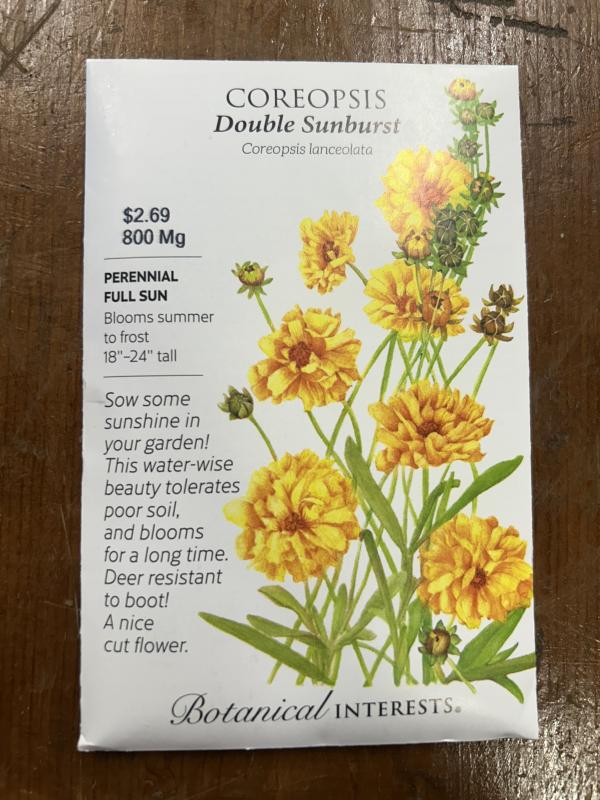 COREOPSIS
Double Sunburst
Coreopsis lanceolata
$2.69
800 Mg
PERENNIAL
FULL SUN
Blooms summer
to frost
18"–24" tall
Sow some
sunshine in
your garden!
This water-wise
beauty tolerates
poor soil,
and blooms
for a long time.
Deer resistant
to boot!
A nice
cut flower.
Botanical INTERESTS®